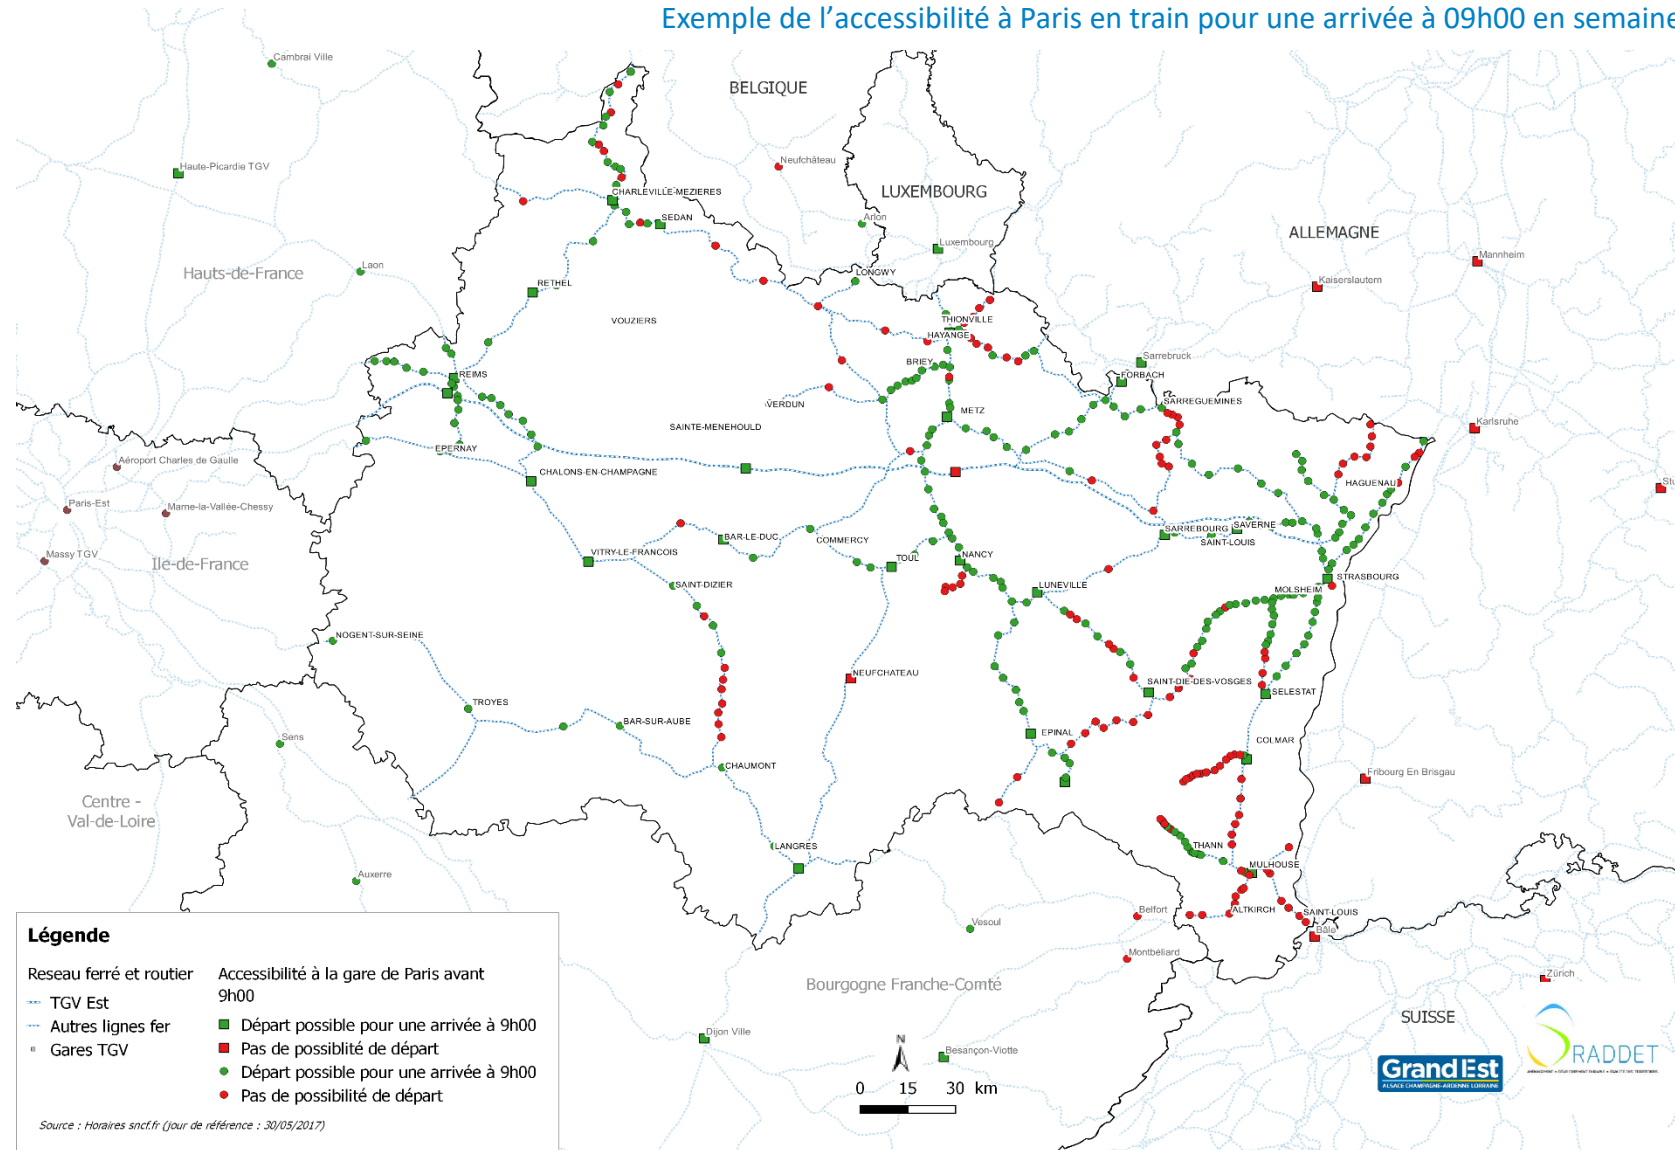 Exemple de l'accessibilité à Paris en train pour une arrivée à 09h00 en semaine
Cambrai Ville
BELGIQUE
Haute-Picardie TGV
Neufchâteau
LUXEMBOURG
CHARLEVILLE-MEZIERES
SEDAN
Arlon
ALLEMAGNE
Luxembourg
Mannheim
Laon
Hauts-de-France
LONGWY
Kaiserslautern
RETHEL
VOUZIERS
THIONVILLE
HAYANGE
Sarrebruck
BRIEY
REIMS
FORBACH
VERDUN
SARREGUEMINES
METZ
SAINTE-MENEHOULD
Karlsruhe
EPERNAY
Aéroport Charles de Gaulle
CHALONS-EN-CHAMPAGNE
HAGUENAU
Stu
Paris-Est
Marne-la-Vallée-Chessy
SARREBOURG
SAVERNE
BAR-LE-DUC
COMMERCY
SAINT-LOUIS
Massy TGV
VITRY-LE-FRANCOIS
TOUL
NANCY
Ile-de-France
STRASBOURG
SAINT-DIZIER
LUNEVILLE
MOLSHEIM
NOGENT-SUR-SEINE
NEUFCHATEAU
SAINT-DIE-DES-VOSGES
SELESTAT
TROYES
BAR-SUR-AUBE
EPINAL
Sens
COLMAR
CHAUMONT
Fribourg En Brisgau
Centre -
Val-de-Loire
LANGRES
THANN
MULHOUSE
Auxerre
Belfort
ALTKIRCH
SAINT-LOUIS
Vesoul
Bâle
Montbéliard
Zürich
Bourgogne Franche-Comté
SUISSE
Dijon Ville
Besançon-Viotte
Légende
Reseau ferré et routier
TGV Est
Autres lignes fer
Gares TGV
Accessibilité à la gare de Paris avant
9h00
Départ possible pour une arrivée à 9h00
Pas de possiblité de départ
Départ possible pour une arrivée à 9h00
Pas de possibilité de départ
Source : Horaires sncf.fr (jour de référence : 30/05/2017)
N
0 15 30 km
Grand Est
ALSACE CHAMPAGNE-ARDENNE LORRAINE
SRADDET